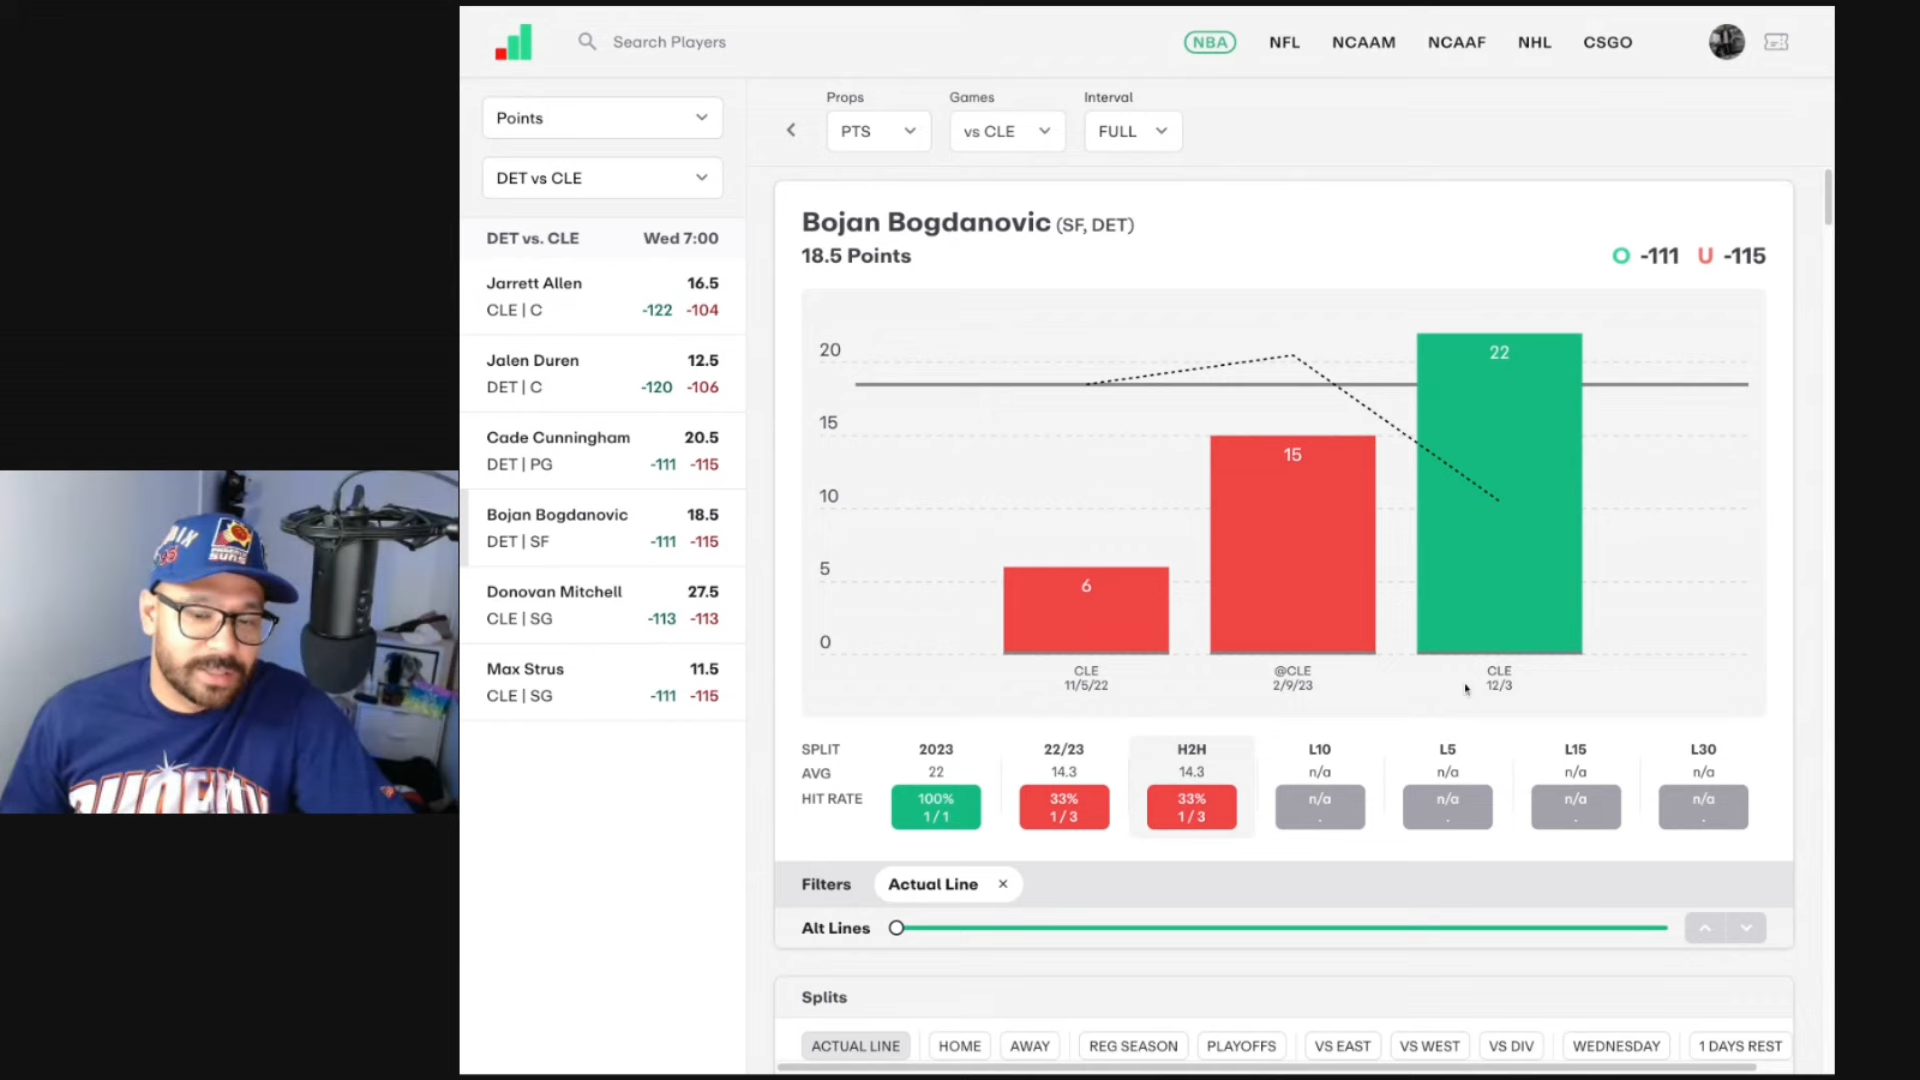 Search Players
NBA NFL NCAAM NCAAF NHL CSGO
Points
DET vs CLE
DET vs. CLE Wed 7:00
Jarrett Allen 16.5
CLE | C -122 -104
Jalen Duren 12.5
DET | C -120 -106
Cade Cunningham 20.5
DET | PG -111 -115
Bojan Bogdanovic 18.5
DET | SF -111 -115
Donovan Mitchell 27.5
CLE | SG -113 -113
Max Strus 11.5
CLE | SG -111 -115
Props Games Interval
PTS vs CLE FULL
Bojan Bogdanovic (SF, DET)
18.5 Points O -111 U -115
20
15
10
5
0
6
15
22
CLE
11/5/22
@CLE
2/9/23
CLE
12/3
SPLIT 2023 22/23 H2H L10 L5 L15 L30
AVG 22 14.3 14.3 n/a n/a n/a n/a
HIT RATE 100% 33% 33% n/a n/a n/a n/a
1 / 1 1 / 3 1 / 3 . . . .
Filters Actual Line ×
Alt Lines
Splits
ACTUAL LINE HOME AWAY REG SEASON PLAYOFFS VS EAST VS WEST VS DIV WEDNESDAY 1 DAYS REST
SUNS